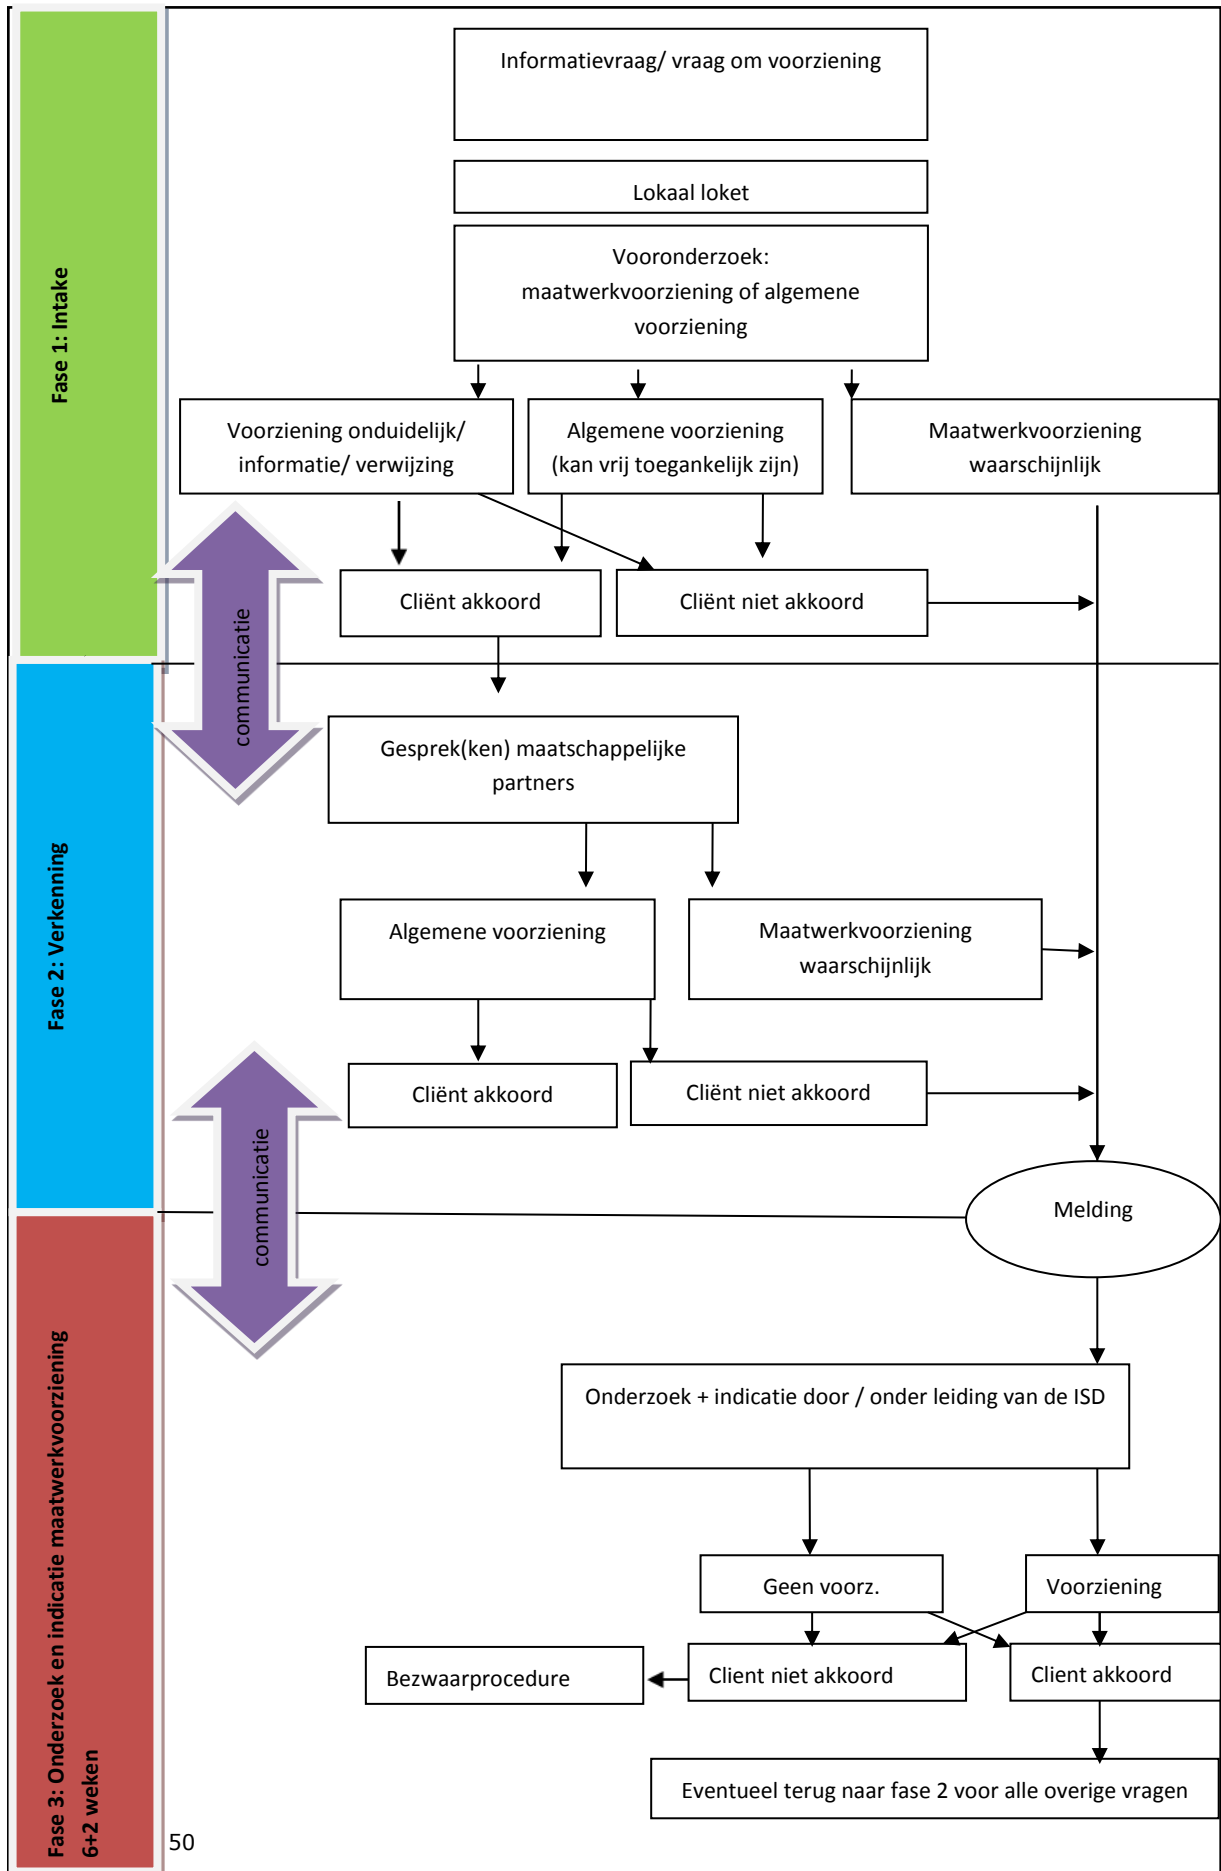 Fase 1: Intake
Informatievraag/ vraag om voorziening
Lokaal loket
Vooronderzoek:
maatwerkvoorziening of algemene
voorziening
Voorziening onduidelijk/
informatie/ verwijzing
Algemene voorziening
(kan vrij toegankelijk zijn)
Maatwerkvoorziening
waarschijnlijk
Cliënt akkoord
Cliënt niet akkoord
communicatie
Fase 2: Verkenning
Gesprek(ken) maatschappelijke
partners
Algemene voorziening
Maatwerkvoorziening
waarschijnlijk
Cliënt akkoord
Cliënt niet akkoord
communicatie
Melding
Fase 3: Onderzoek en indicatie maatwerkvoorziening
6+2 weken
Onderzoek + indicatie door / onder leiding van de ISD
Geen voorz.
Voorziening
Bezwaarprocedure
Client niet akkoord
Client akkoord
Eventueel terug naar fase 2 voor alle overige vragen
50